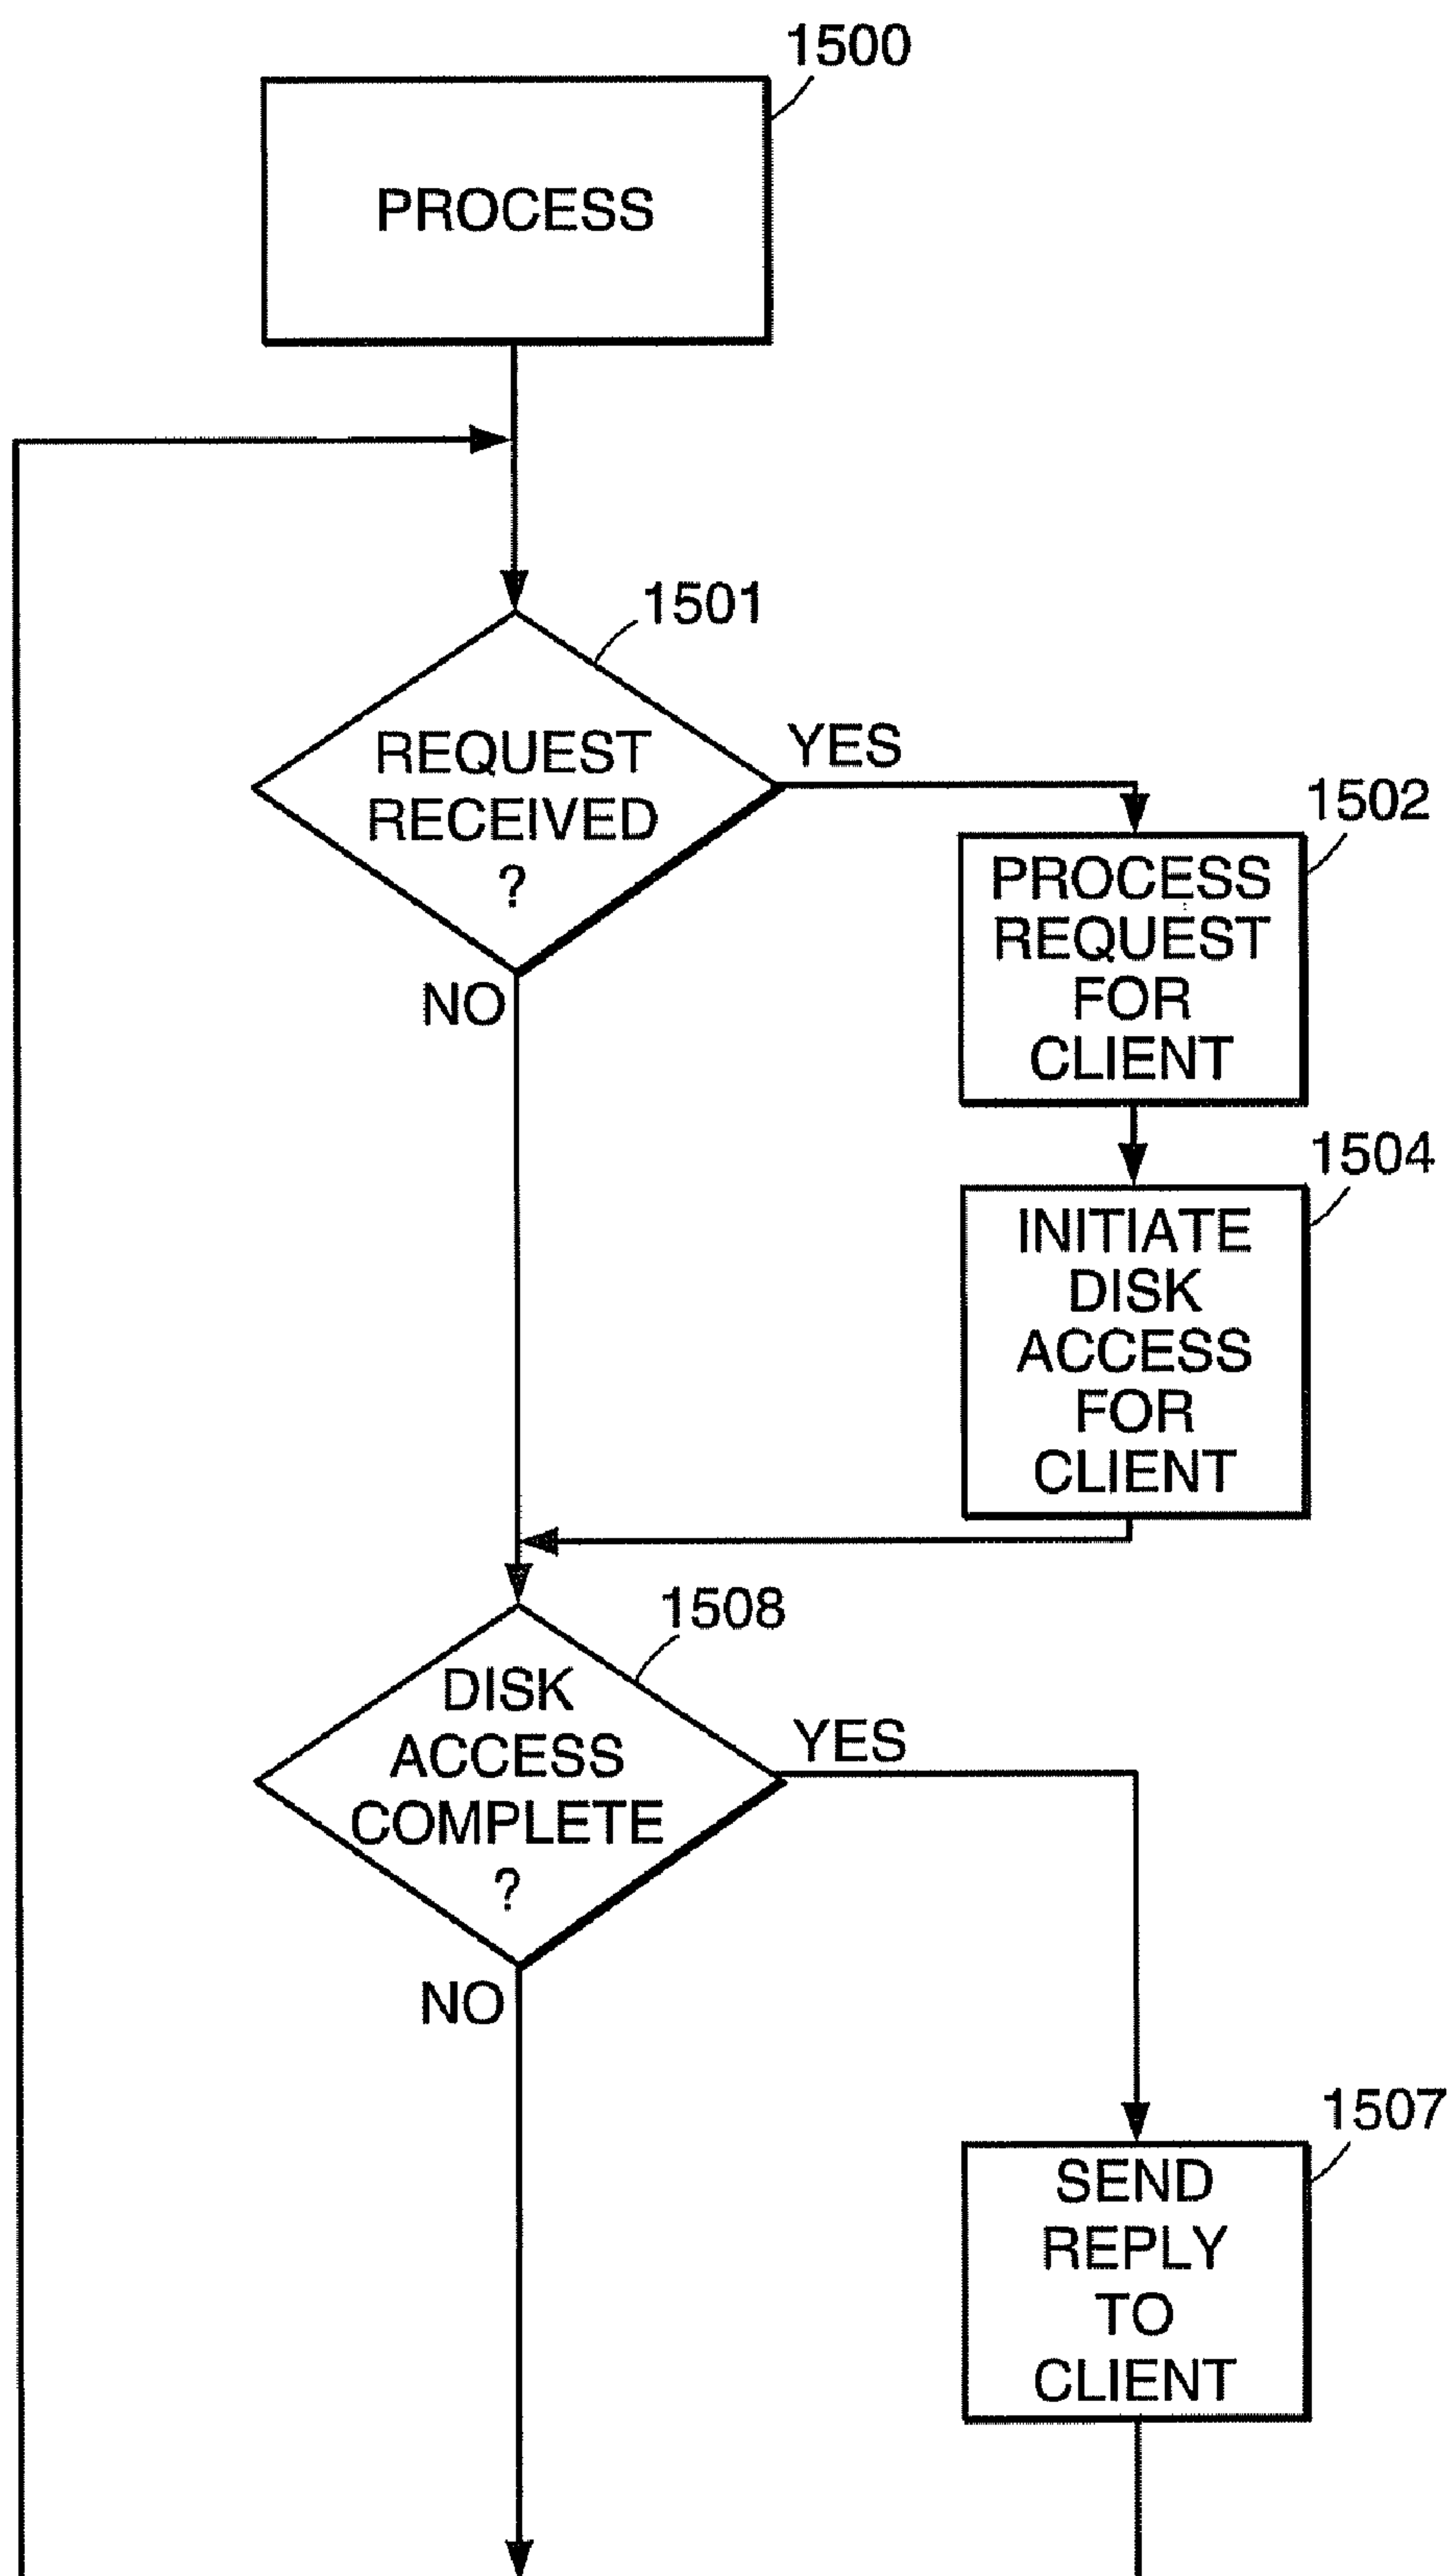 1500
PROCESS
1501
REQUEST
RECEIVED
?
YES
NO
1502
PROCESS
REQUEST
FOR
CLIENT
1504
INITIATE
DISK
ACCESS
FOR
CLIENT
1508
DISK
ACCESS
COMPLETE
?
YES
NO
1507
SEND
REPLY
TO
CLIENT